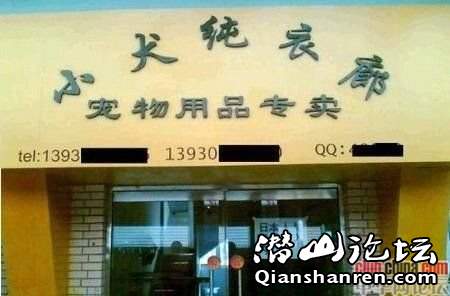 小犬纯衣廊
宠物用品专卖
tel:1393 13930 QQ:
潜山论坛
Qianshanren.com